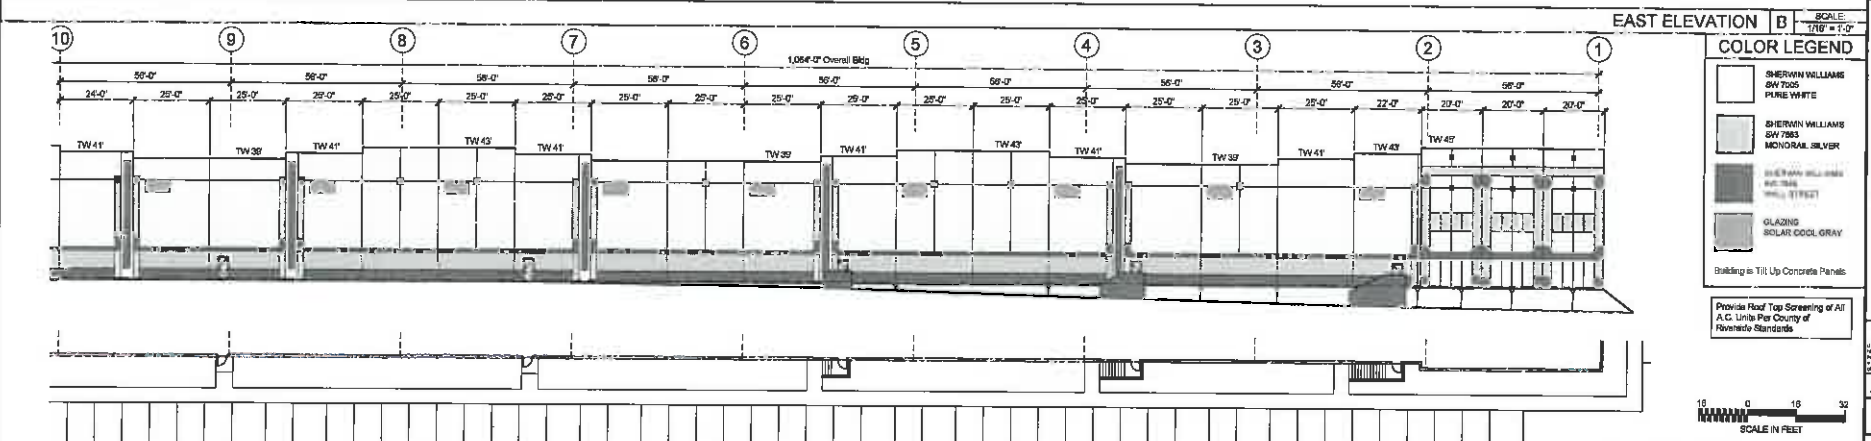 EAST ELEVATION B SCALE: 1/16" = 1'-0"
10 9 8 7 6 5 4 3 2 1
1,064'-0" Overall Bldg
56'-0" 56'-0" 56'-0" 56'-0" 56'-0" 56'-0" 56'-0" 56'-0" 56'-0"
24'-0" 25'-0" 25'-0" 25'-0" 25'-0" 25'-0" 25'-0" 25'-0" 25'-0" 25'-0" 25'-0" 25'-0" 25'-0" 25'-0" 25'-0" 25'-0" 22'-0" 20'-0" 20'-0" 20'-0"
TW 41' TW 39' TW 41' TW 43' TW 41' TW 39' TW 41' TW 43' TW 41' TW 39' TW 41' TW 43' TW 45'
COLOR LEGEND
SHERWIN WILLIAMS
SW 7005
PURE WHITE
SHERWIN WILLIAMS
SW 7663
MONORAIL SILVER
SHERWIN WILLIAMS
WALL STREET
GLAZING
SOLAR COOL GRAY
Building is Tilt Up Concrete Panels
Provide Roof Top Screening of All
A.C. Units Per County of
Riverside Standards
16 0 16 32
SCALE IN FEET